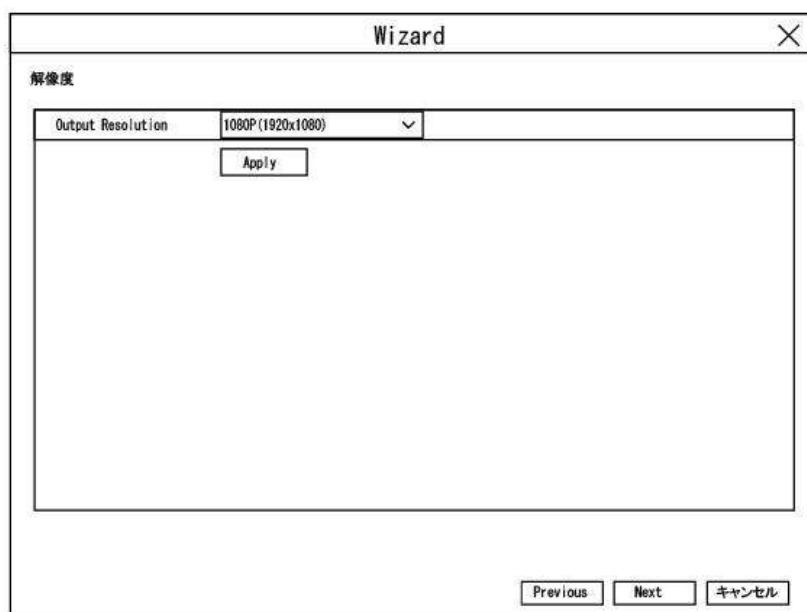 Wizard
解像度
Output Resolution 1080P(1920x1080)
Apply
Previous Next キャンセル